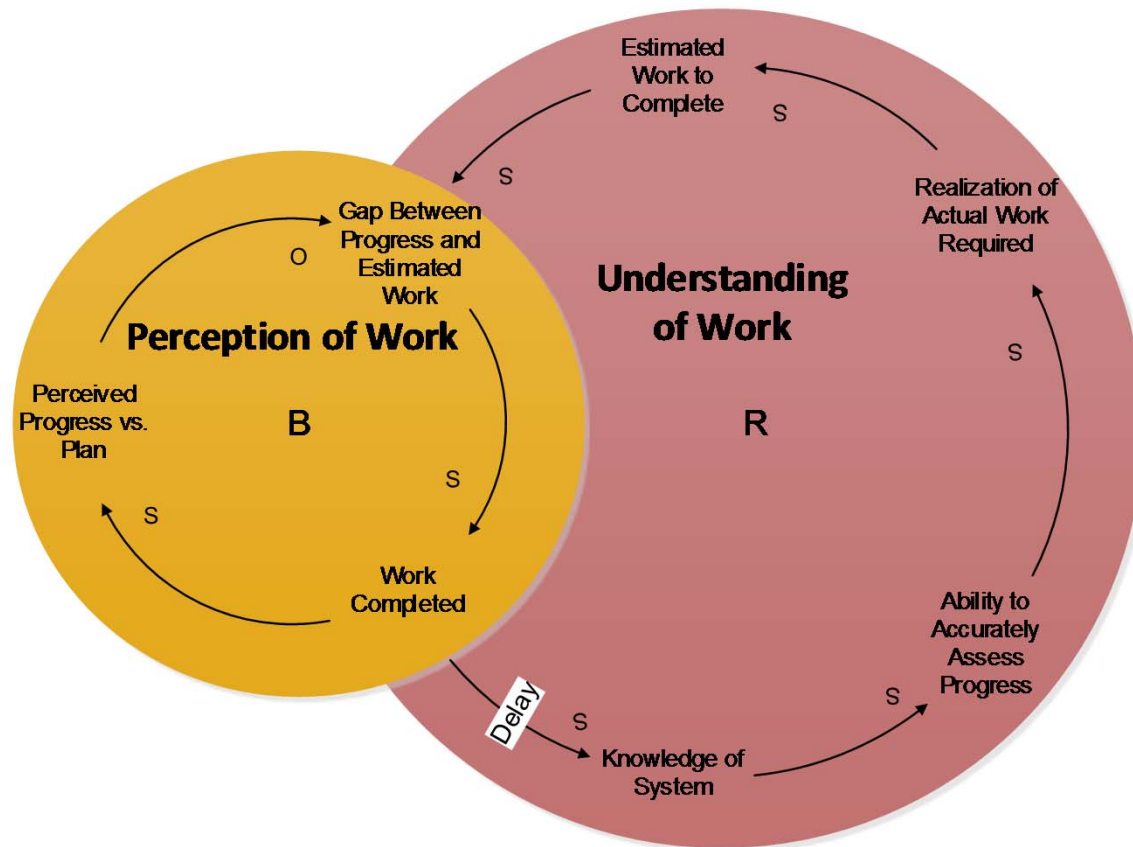 Estimated
Work to
Complete
S
S
Realization of
Actual Work
Required
Gap Between
Progress and
Estimated
Work
O
Understanding
of Work
Perception of Work
S
Perceived
Progress vs.
Plan
B
R
S
S
Work
Completed
Ability to
Accurately
Assess
Progress
Delay
S
S
Knowledge of
System